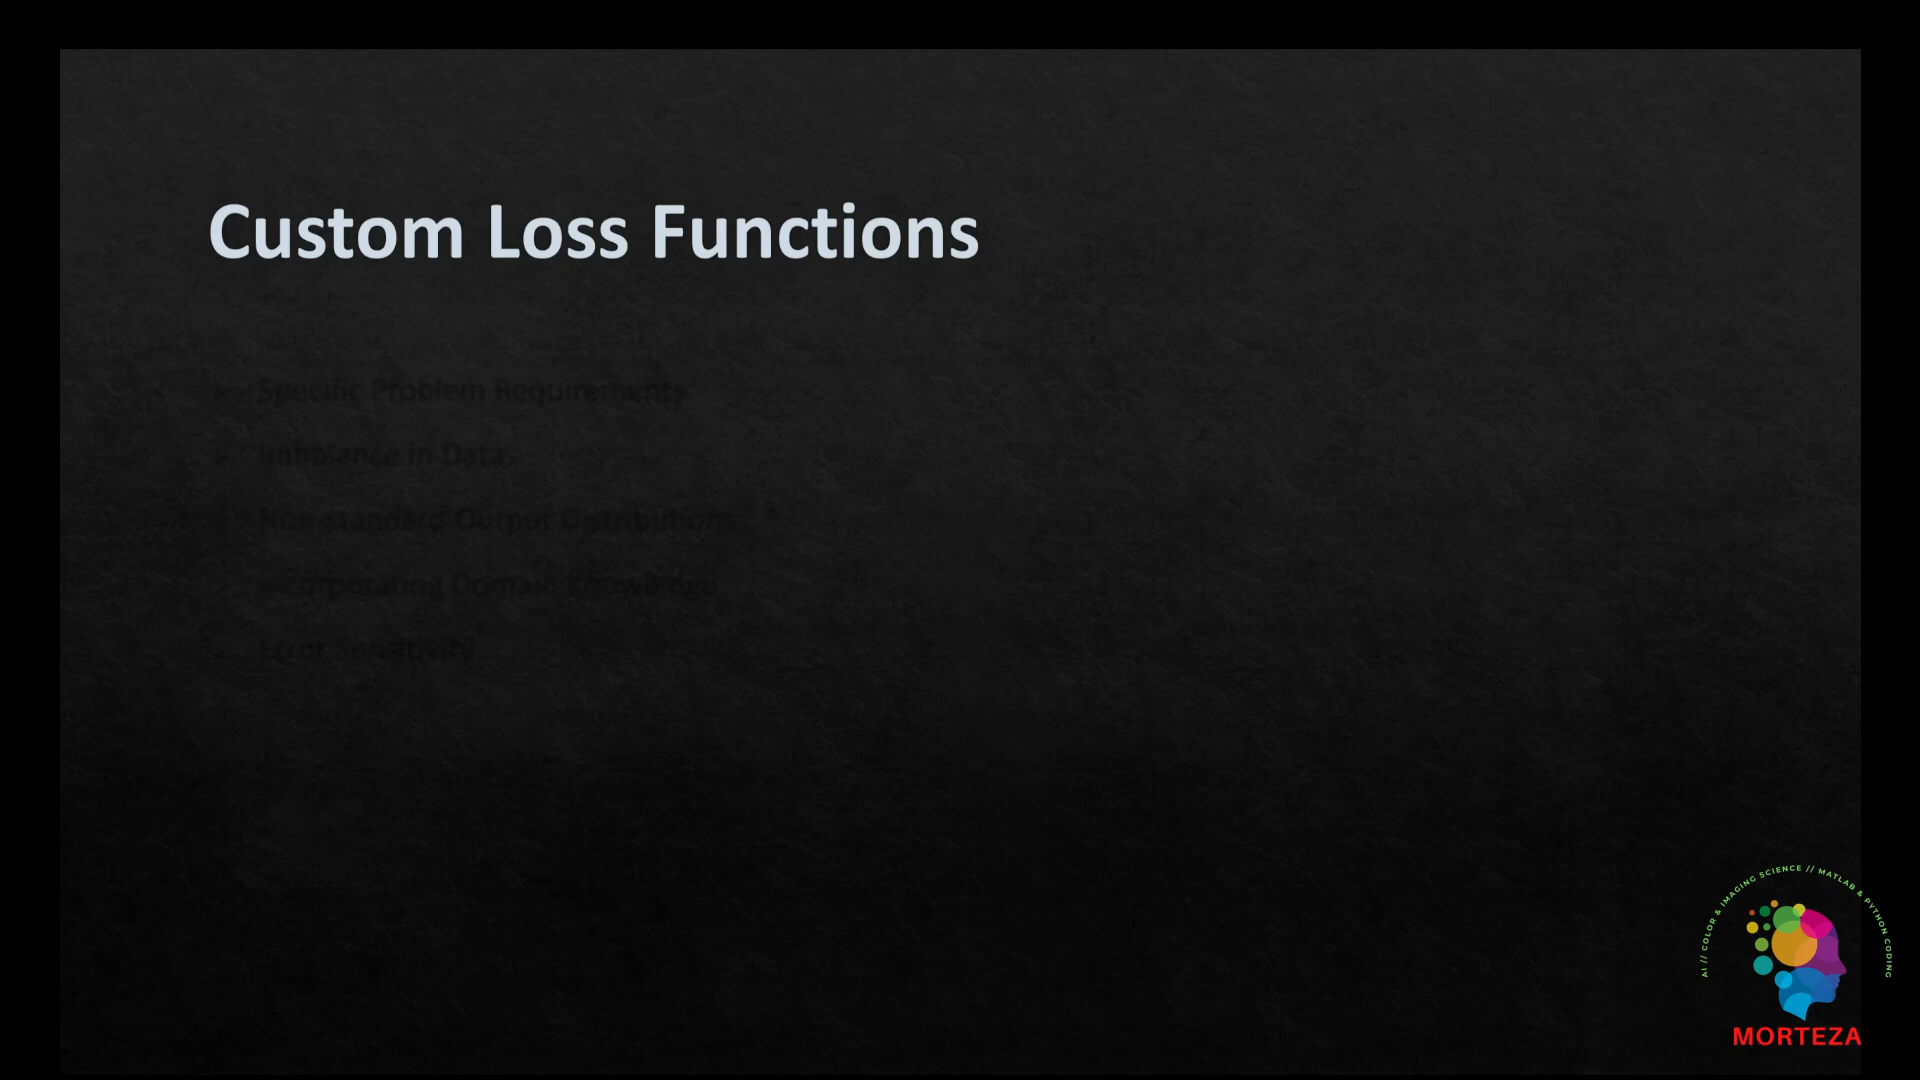 Custom Loss Functions
Specific Problem Requirements
Imbalance in Data
Non-standard Output Distributions
Incorporating Domain Knowledge
Error Sensitivity
AI // COLOR & IMAGING SCIENCE // MATLAB & PYTHON CODING
MORTEZA